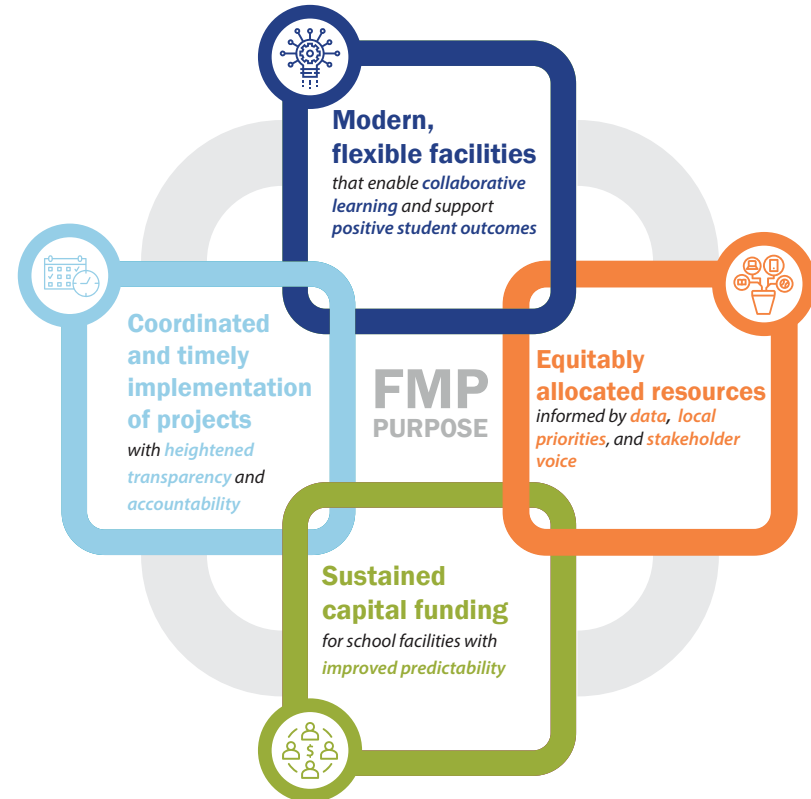 Modern,
flexible facilities
that enable collaborative
learning and support
positive student outcomes
Coordinated
and timely
implementation
of projects
with heightened
transparency and
accountability
FMP
PURPOSE
Equitably
allocated resources
informed by data, local
priorities, and stakeholder
voice
Sustained
capital funding
for school facilities with
improved predictability
$